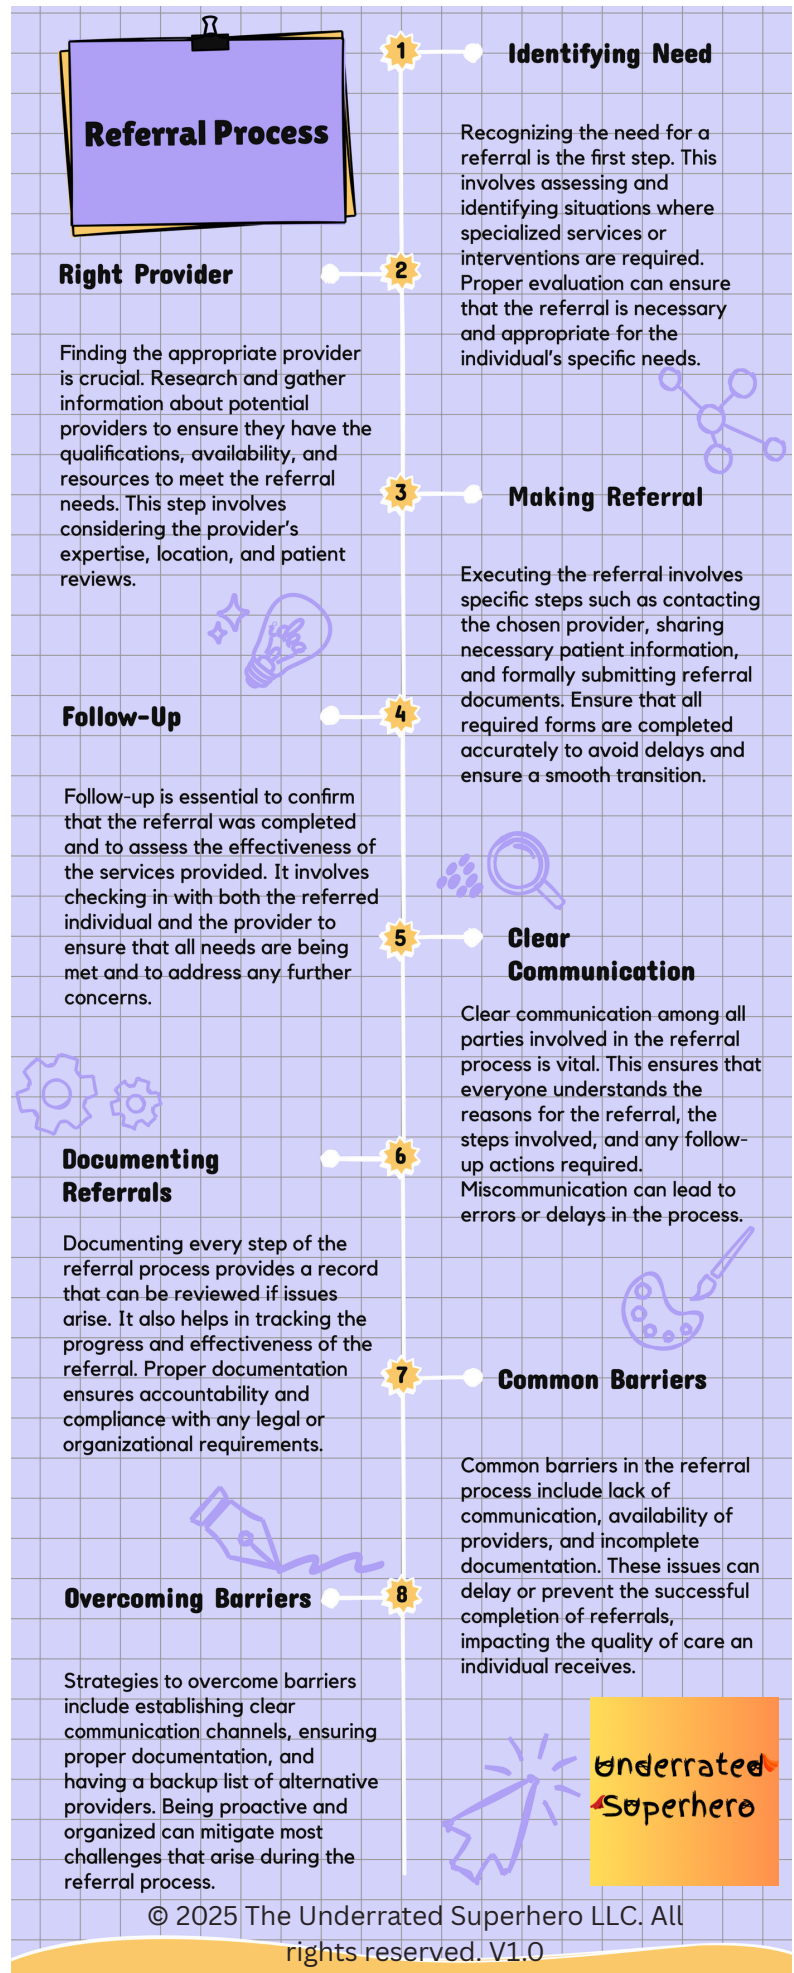 Referral Process
1
Identifying Need
Recognizing the need for a
referral is the first step. This
involves assessing and
identifying situations where
specialized services or
interventions are required.
Proper evaluation can ensure
that the referral is necessary
and appropriate for the
individual's specific needs.
2
Right Provider
Finding the appropriate provider
is crucial. Research and gather
information about potential
providers to ensure they have the
qualifications, availability, and
resources to meet the referral
needs. This step involves
considering the provider's
expertise, location, and patient
reviews.
3
Making Referral
Executing the referral involves
specific steps such as contacting
the chosen provider, sharing
necessary patient information,
and formally submitting referral
documents. Ensure that all
required forms are completed
accurately to avoid delays and
ensure a smooth transition.
4
Follow-Up
Follow-up is essential to confirm
that the referral was completed
and to assess the effectiveness of
the services provided. It involves
checking in with both the referred
individual and the provider to
ensure that all needs are being
met and to address any further
concerns.
5
Clear
Communication
Clear communication among all
parties involved in the referral
process is vital. This ensures that
everyone understands the
reasons for the referral, the
steps involved, and any follow-
up actions required.
Miscommunication can lead to
errors or delays in the process.
6
Documenting
Referrals
Documenting every step of the
referral process provides a record
that can be reviewed if issues
arise. It also helps in tracking the
progress and effectiveness of the
referral. Proper documentation
ensures accountability and
compliance with any legal or
organizational requirements.
7
Common Barriers
Common barriers in the referral
process include lack of
communication, availability of
providers, and incomplete
documentation. These issues can
delay or prevent the successful
completion of referrals,
impacting the quality of care an
individual receives.
8
Overcoming Barriers
Strategies to overcome barriers
include establishing clear
communication channels, ensuring
proper documentation, and
having a backup list of alternative
providers. Being proactive and
organized can mitigate most
challenges that arise during the
referral process.
Underrated
Superhero
© 2025 The Underrated Superhero LLC. All
rights reserved. V1.0